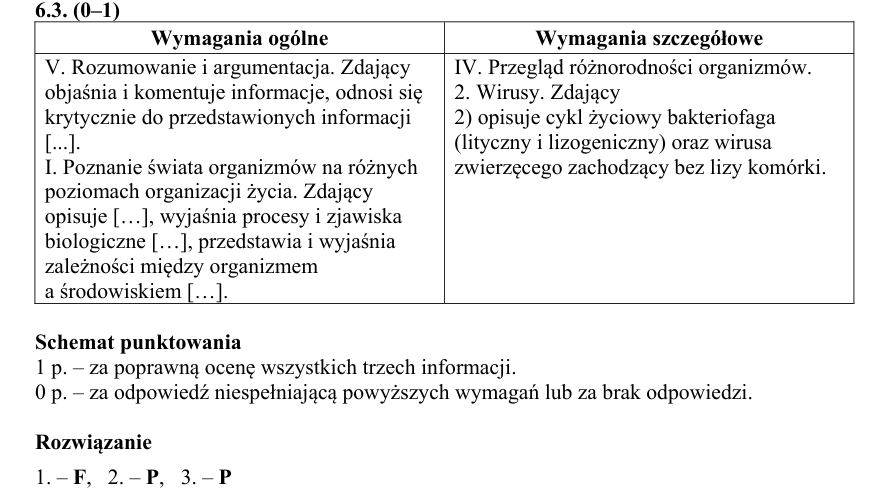 6.3. (0–1)
Wymagania ogólne
Wymagania szczegółowe
V. Rozumowanie i argumentacja. Zdający
objaśnia i komentuje informacje, odnosi się
krytycznie do przedstawionych informacji
[...].
I. Poznanie świata organizmów na różnych
poziomach organizacji życia. Zdający
opisuje […], wyjaśnia procesy i zjawiska
biologiczne […], przedstawia i wyjaśnia
zależności między organizmem
a środowiskiem […].
IV. Przegląd różnorodności organizmów.
2. Wirusy. Zdający
2) opisuje cykl życiowy bakteriofaga
(lityczny i lizogeniczny) oraz wirusa
zwierzęcego zachodzący bez lizy komórki.
Schemat punktowania
1 p. – za poprawną ocenę wszystkich trzech informacji.
0 p. – za odpowiedź niespełniającą powyższych wymagań lub za brak odpowiedzi.
Rozwiązanie
1. – F, 2. – P, 3. – P